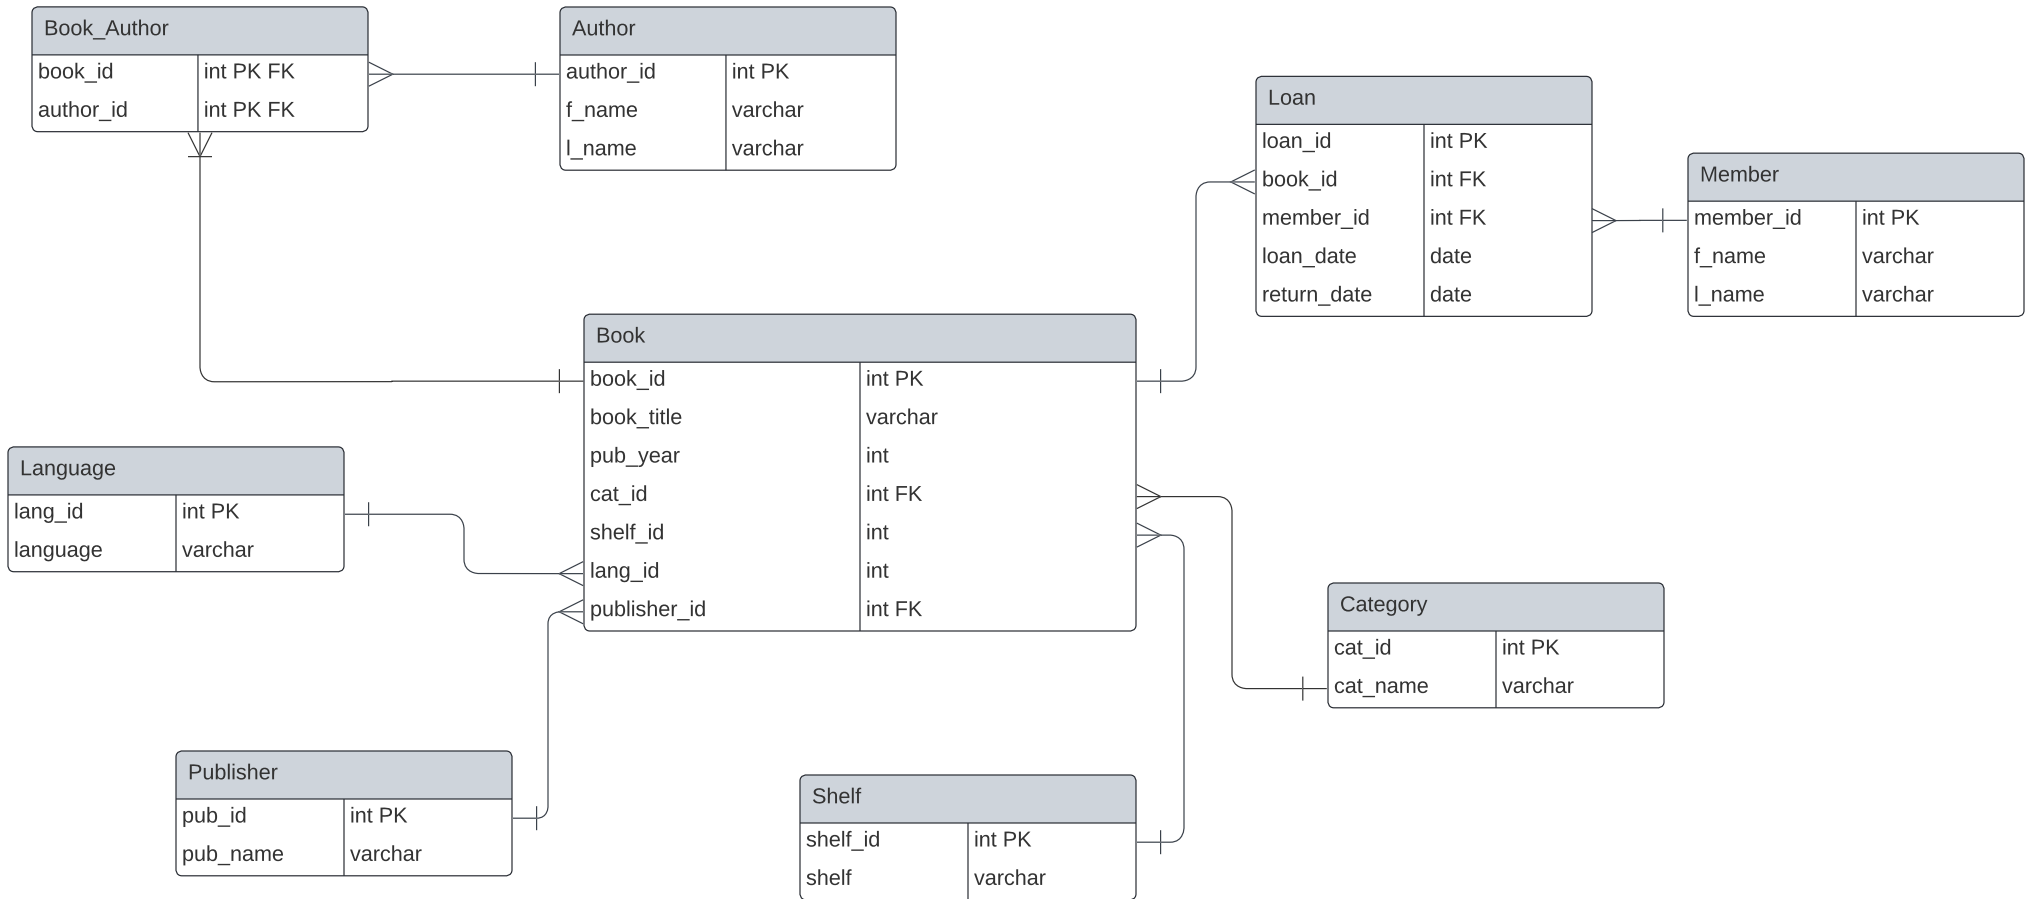 Book_Author
book_id int PK FK
author_id int PK FK
Author
author_id int PK
f_name varchar
l_name varchar
Loan
loan_id int PK
book_id int FK
member_id int FK
loan_date date
return_date date
Member
member_id int PK
f_name varchar
l_name varchar
Book
book_id int PK
book_title varchar
pub_year int
cat_id int FK
shelf_id int
lang_id int
publisher_id int FK
Language
lang_id int PK
language varchar
Category
cat_id int PK
cat_name varchar
Publisher
pub_id int PK
pub_name varchar
Shelf
shelf_id int PK
shelf varchar